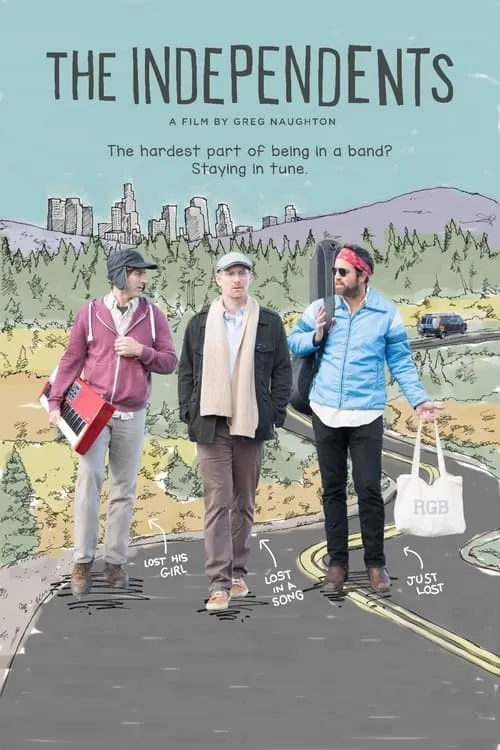 THE INDEPENDENTS
A FILM BY GREG NAUGHTON
The hardest part of being in a band?
Staying in tune.
RGB
LOST HIS
GIRL
LOST
IN A
SONG
JUST
LOST